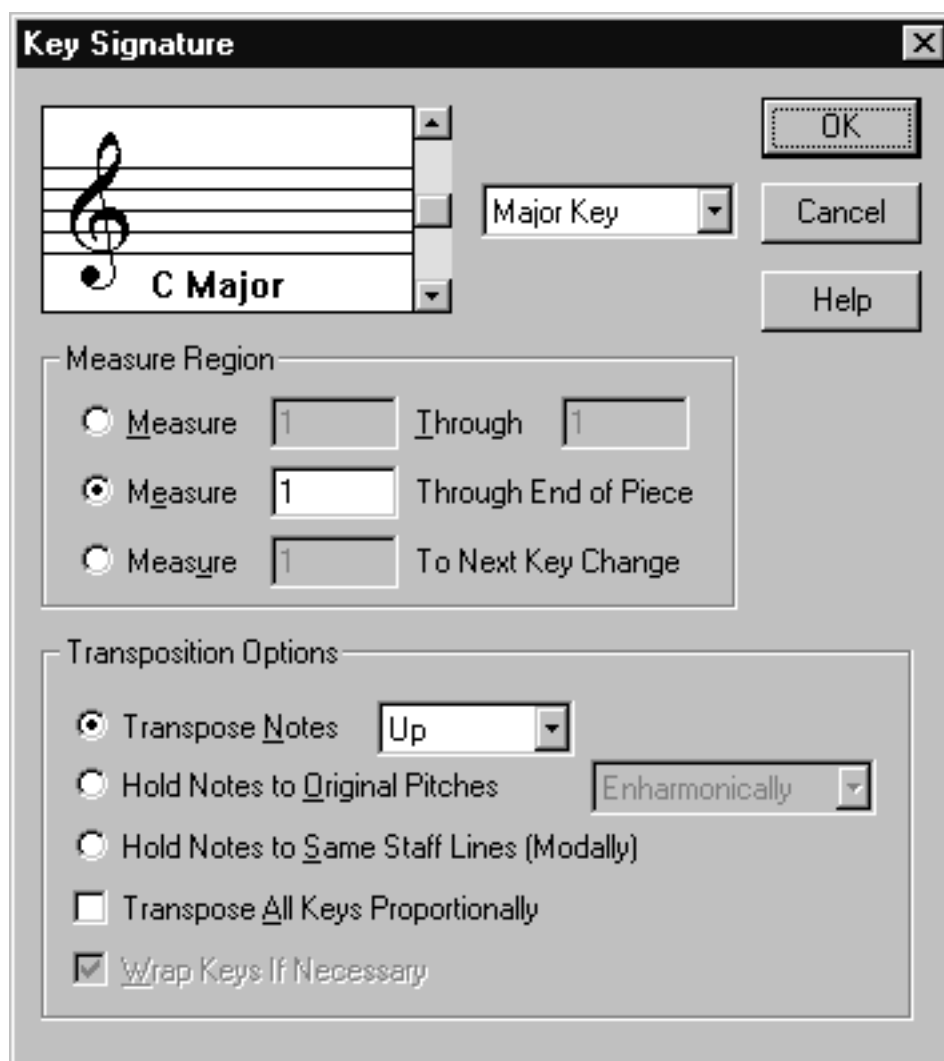 Key Signature
C Major
Major Key
OK
Cancel
Help
Measure Region
Measure 1 Through 1
Measure 1 Through End of Piece
Measure 1 To Next Key Change
Transposition Options
Transpose Notes Up
Hold Notes to Original Pitches Enharmonically
Hold Notes to Same Staff Lines (Modally)
Transpose All Keys Proportionally
Wrap Keys If Necessary